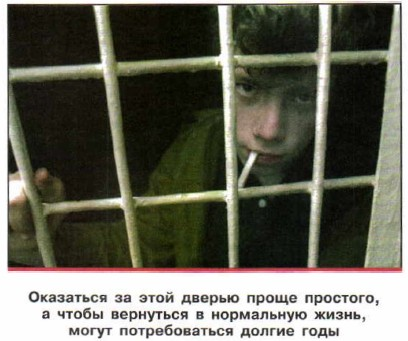 Оказаться за этой дверью проще простого,
а чтобы вернуться в нормальную жизнь,
могут потребоваться долгие годы